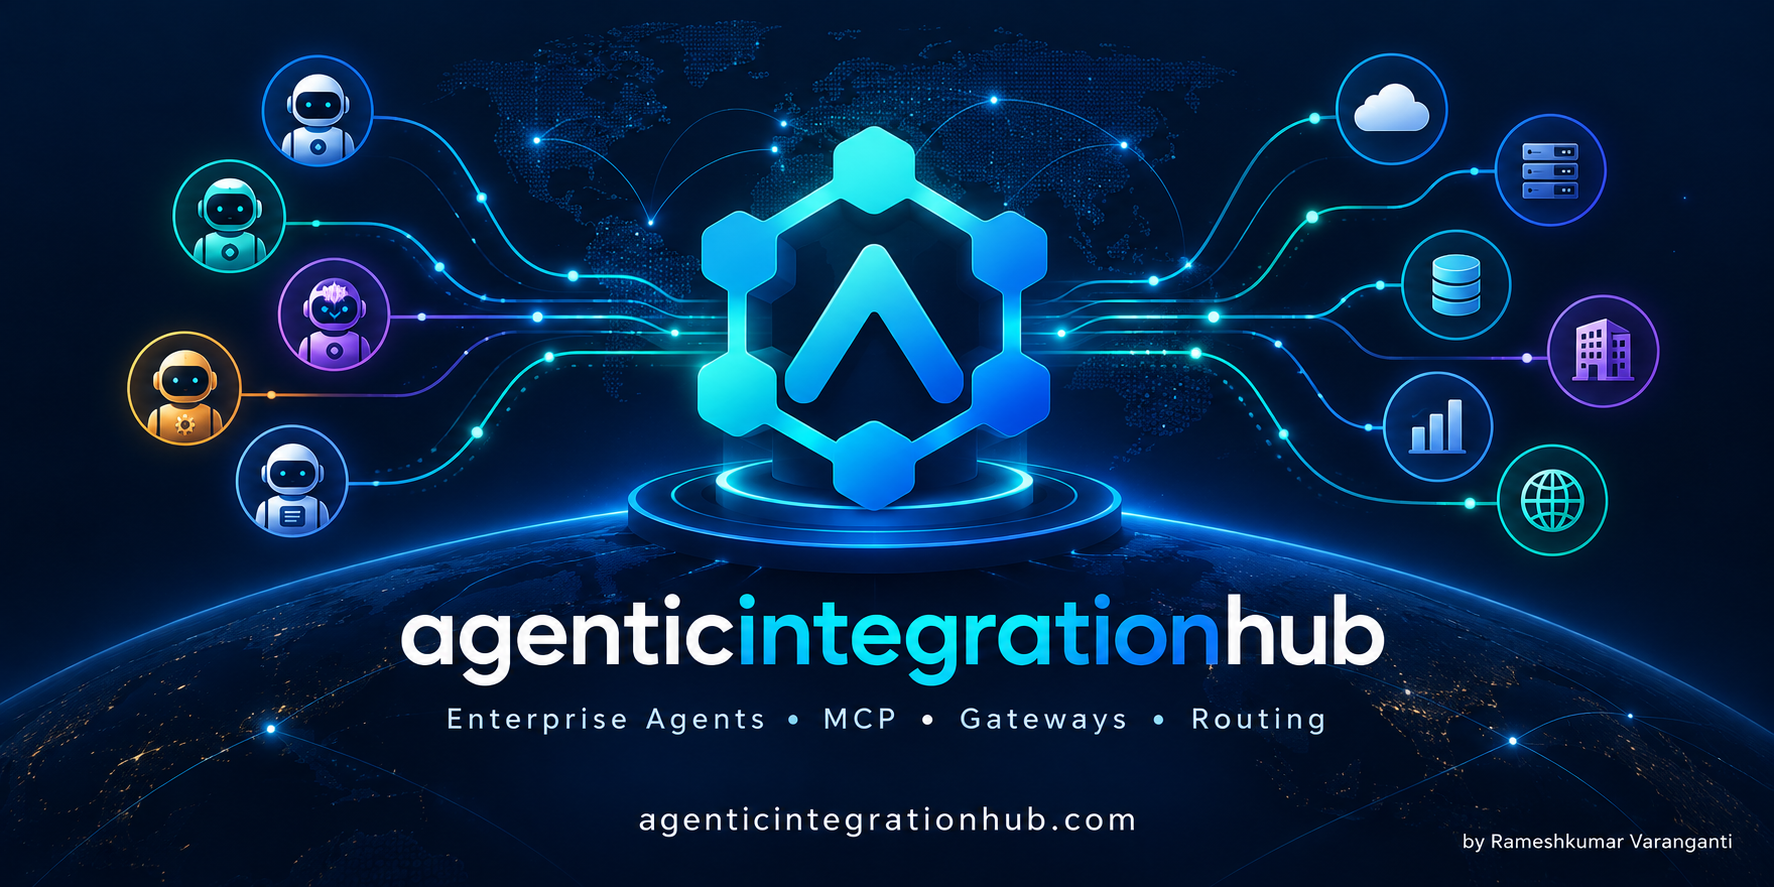 agenticintegrationhub
Enterprise Agents • MCP • Gateways • Routing
agenticintegrationhub.com
by Rameshkumar Varanganti